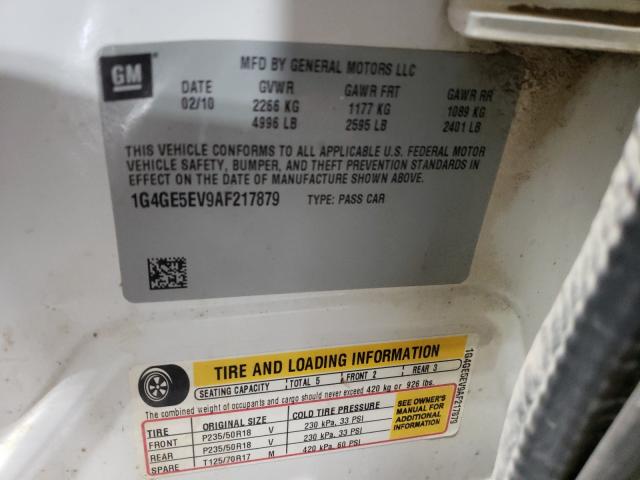 GM
MFD BY GENERAL MOTORS LLC
DATE GVWR GAWR FRT GAWR RR
02/10 2266 KG 1177 KG 1089 KG
4996 LB 2595 LB 2401 LB
THIS VEHICLE CONFORMS TO ALL APPLICABLE U.S. FEDERAL MOTOR
VEHICLE SAFETY, BUMPER, AND THEFT PREVENTION STANDARDS IN
EFFECT ON THE DATE OF MANUFACTURE SHOWN ABOVE.
1G4GE5EV9AF217879 TYPE: PASS CAR
TIRE AND LOADING INFORMATION
SEATING CAPACITY TOTAL 5 FRONT 2 REAR 3
The combined weight of occupants and cargo should never exceed 420 kg or 926 lbs.
TIRE ORIGINAL SIZE COLD TIRE PRESSURE
FRONT P235/50R18 V 230 kPa, 33 PSI
REAR P235/50R18 V 230 kPa, 33 PSI
SPARE T125/70R17 M 420 kPa, 60 PSI
SEE OWNER'S
MANUAL FOR
ADDITIONAL
INFORMATION
1G4GE5EV9AF217879